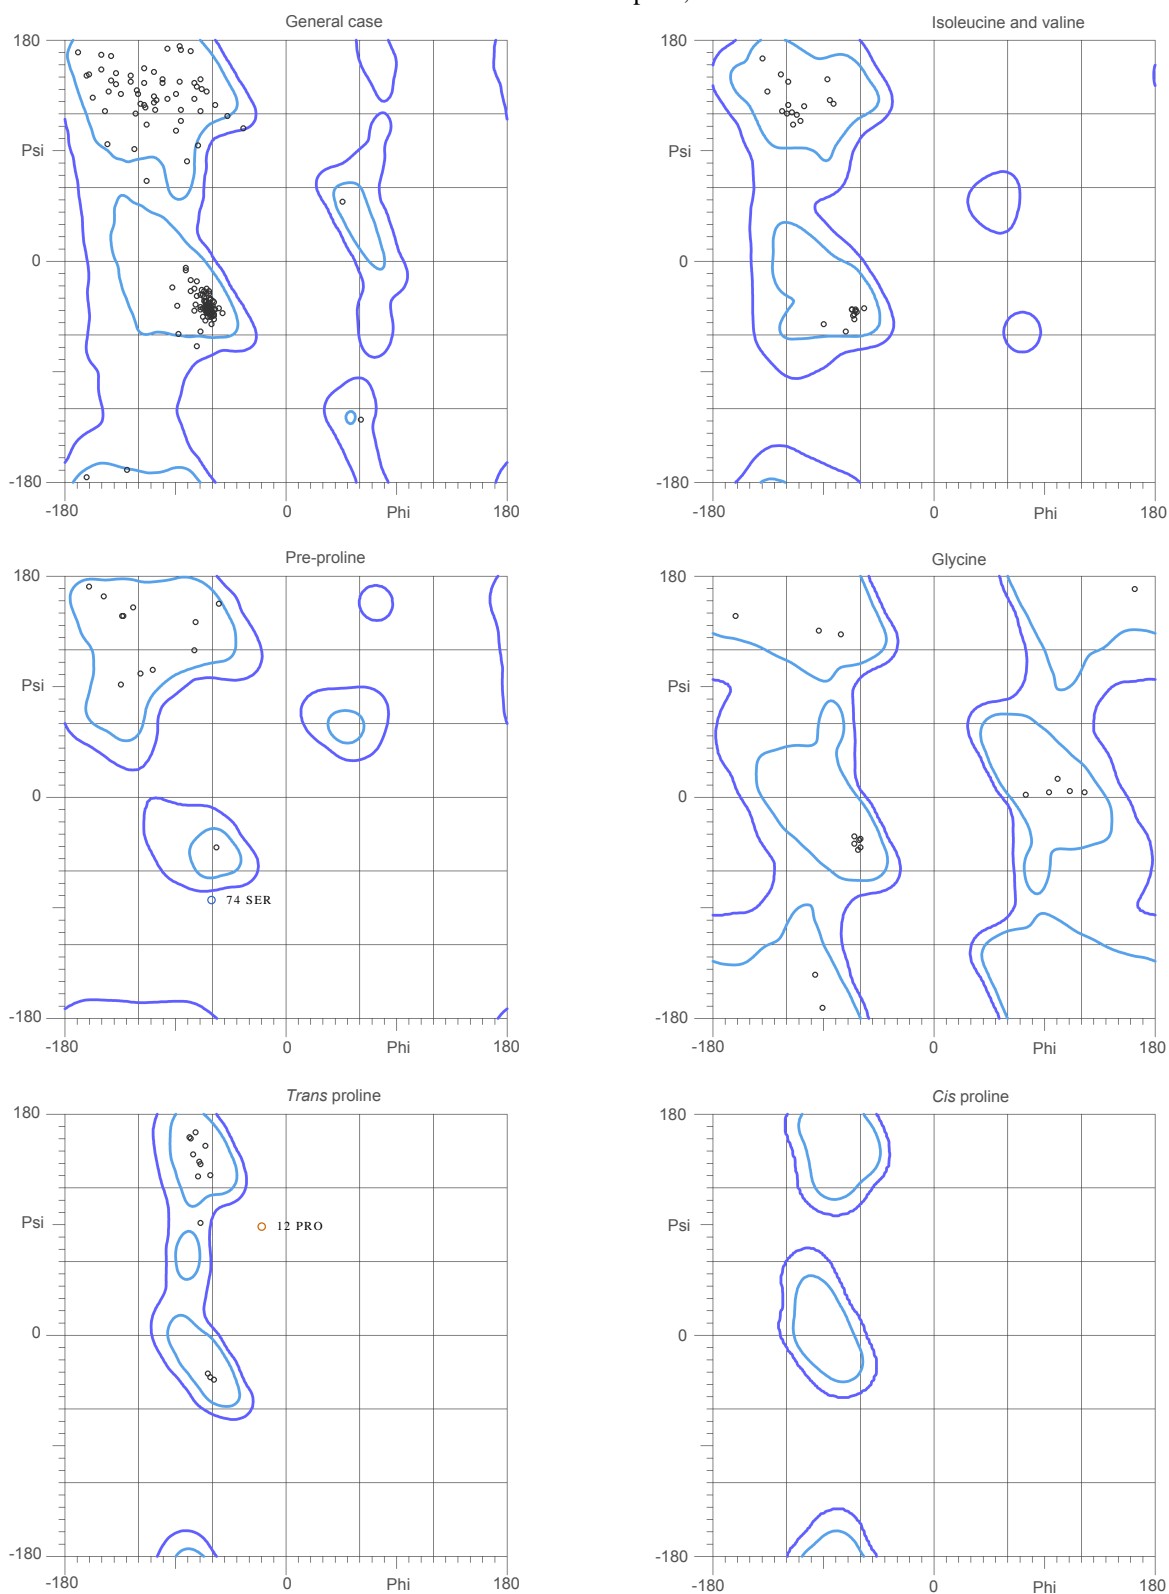 General case
180
Psi
0
-180
-180
0
Phi
180
Isoleucine and valine
180
Psi
0
-180
-180
0
Phi
180
Pre-proline
180
Psi
0
74 SER
-180
-180
0
Phi
180
Glycine
180
Psi
0
-180
-180
0
Phi
180
Trans proline
180
Psi
12 PRO
0
-180
-180
0
Phi
180
Cis proline
180
Psi
0
-180
-180
0
Phi
180